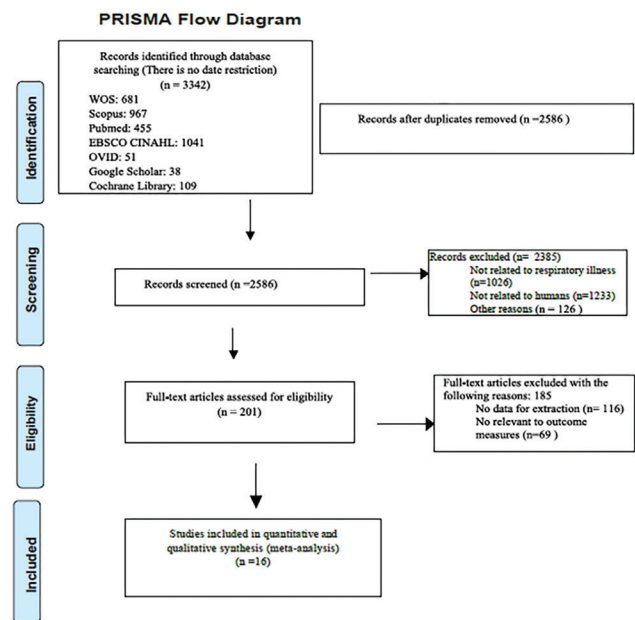 PRISMA Flow Diagram
Identification
Records identified through database
searching (There is no date restriction)
(n = 3342)
WOS: 681
Scopus: 967
Pubmed: 455
EBSCO CINAHL: 1041
OVID: 51
Google Scholar: 38
Cochrane Library: 109
Records after duplicates removed (n =2586 )
Screening
Records screened (n =2586)
Records excluded (n= 2385)
Not related to respiratory illness
(n=1026)
Not related to humans (n=1233)
Other reasons (n = 126 )
Eligibility
Full-text articles assessed for eligibility
(n = 201)
Full-text articles excluded with the
following reasons: 185
No data for extraction (n= 116)
No relevant to outcome
measures (n=69 )
Included
Studies included in quantitative and
qualitative synthesis (meta-analysis)
(n =16)